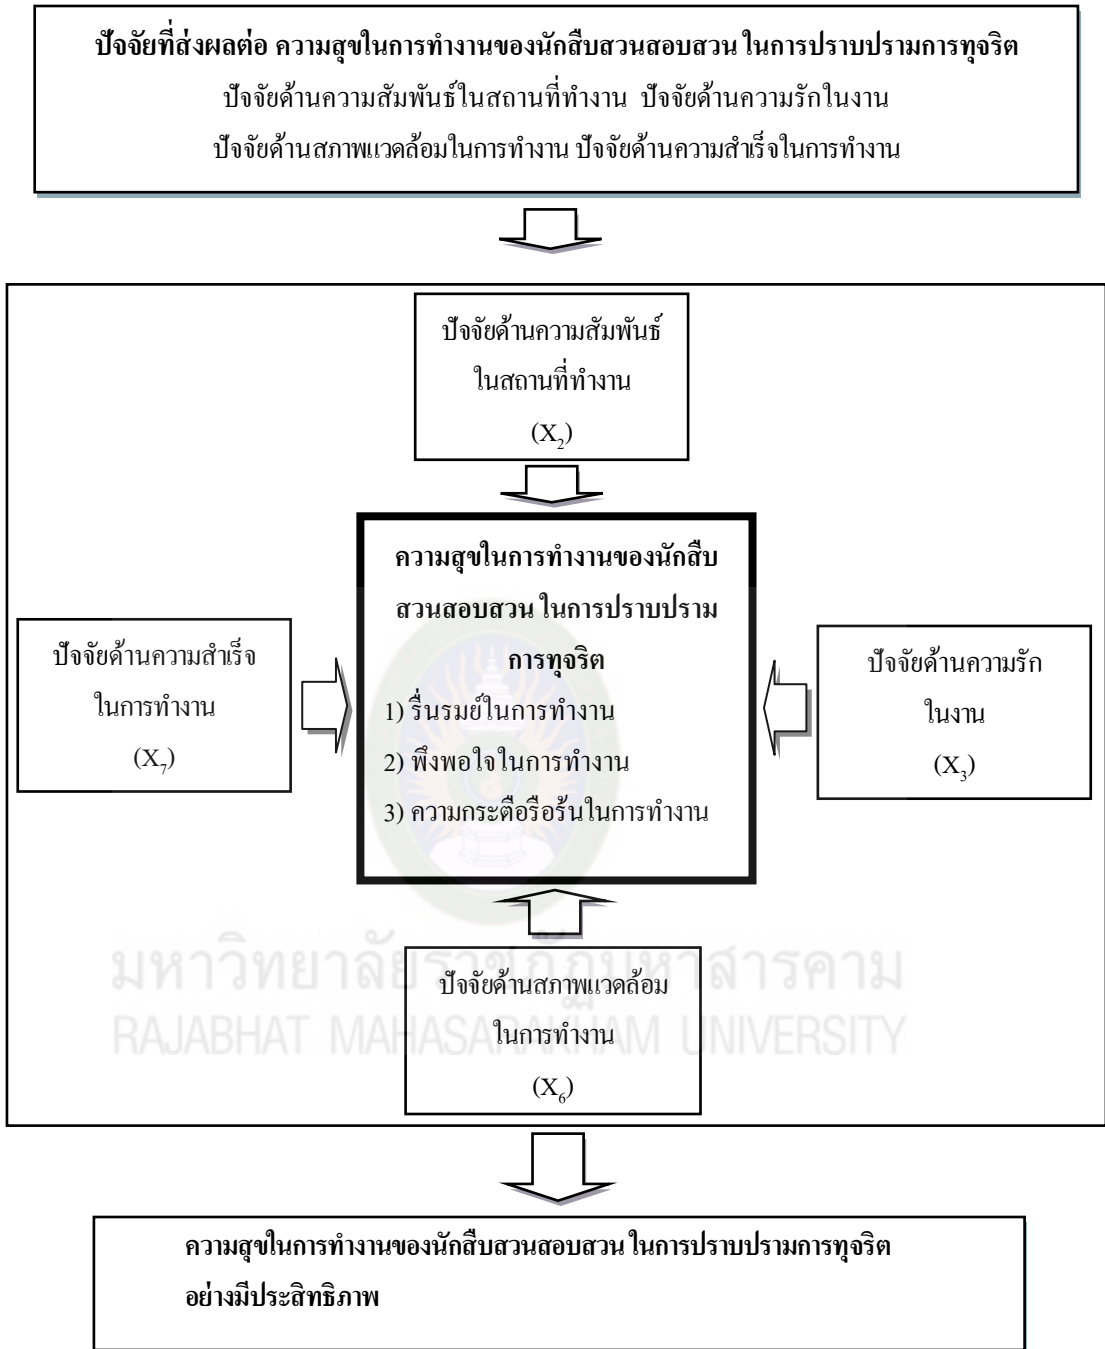 ปัจจัยที่ส่งผลต่อ ความสุขในการทำงานของนักสืบสวนสอบสวน ในการปราบปรามการทุจริต
ปัจจัยด้านความสัมพันธ์ในสถานที่ทำงาน ปัจจัยด้านความรักในงาน
ปัจจัยด้านสภาพแวดล้อมในการทำงาน ปัจจัยด้านความสำเร็จในการทำงาน
ปัจจัยด้านความสัมพันธ์
ในสถานที่ทำงาน
(X₂)
ปัจจัยด้านความสำเร็จ
ในการทำงาน
(X₇)
ความสุขในการทำงานของนักสืบ
สวนสอบสวน ในการปราบปราม
การทุจริต
1) รื่นรมย์ในการทำงาน
2) พึงพอใจในการทำงาน
3) ความกระตือรือร้นในการทำงาน
ปัจจัยด้านความรัก
ในงาน
(X₃)
ปัจจัยด้านสภาพแวดล้อม
ในการทำงาน
(X₆)
มหาวิทยาลัยราชภัฏมหาสารคาม
RAJABHAT MAHASARAKHAM UNIVERSITY
ความสุขในการทำงานของนักสืบสวนสอบสวน ในการปราบปรามการทุจริต
อย่างมีประสิทธิภาพ